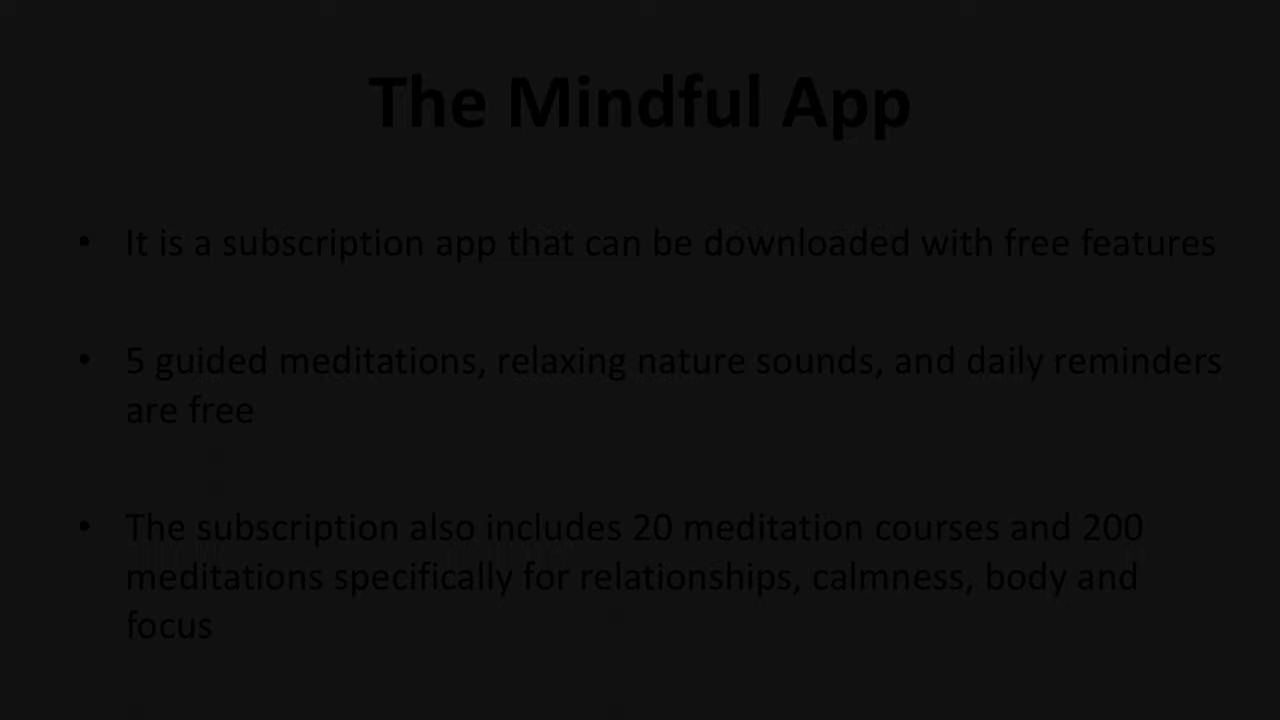 The Mindful App
• It is a subscription app that can be downloaded with free features
• 5 guided meditations, relaxing nature sounds, and daily reminders
are free
• The subscription also includes 20 meditation courses and 200
meditations specifically for relationships, calmness, body and
focus